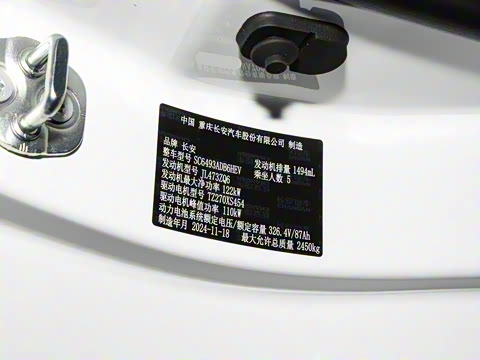 中国 重庆长安汽车股份有限公司 制造
品牌 长安
整车型号 SC6493ADB6HEV 发动机排量 1494mL
发动机型号 JL473ZQ6 乘坐人数 5
发动机最大净功率 122kW
驱动电机型号 TZ270XS454
驱动电机峰值功率 110kW
动力电池系统额定电压/额定容量 326.4V/87Ah
制造年月 2024-11-18 最大允许总质量 2450kg